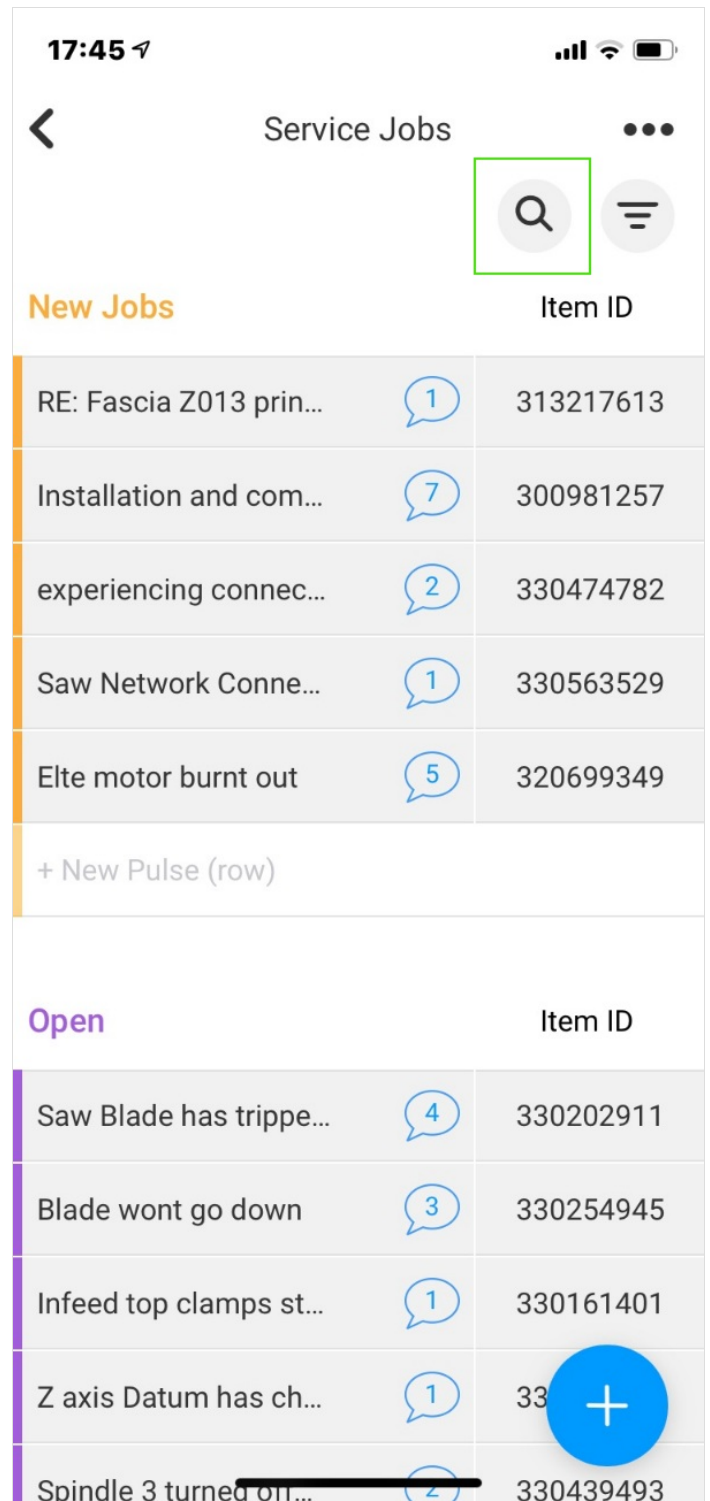 17:45
Service Jobs
New Jobs Item ID
RE: Fascia Z013 prin... 1 313217613
Installation and com... 7 300981257
experiencing connec... 2 330474782
Saw Network Conne... 1 330563529
Elte motor burnt out 5 320699349
+ New Pulse (row)
Open Item ID
Saw Blade has trippe... 4 330202911
Blade wont go down 3 330254945
Infeed top clamps st... 1 330161401
Z axis Datum has ch... 1 33
Spindle 3 turned off... 2 330439493